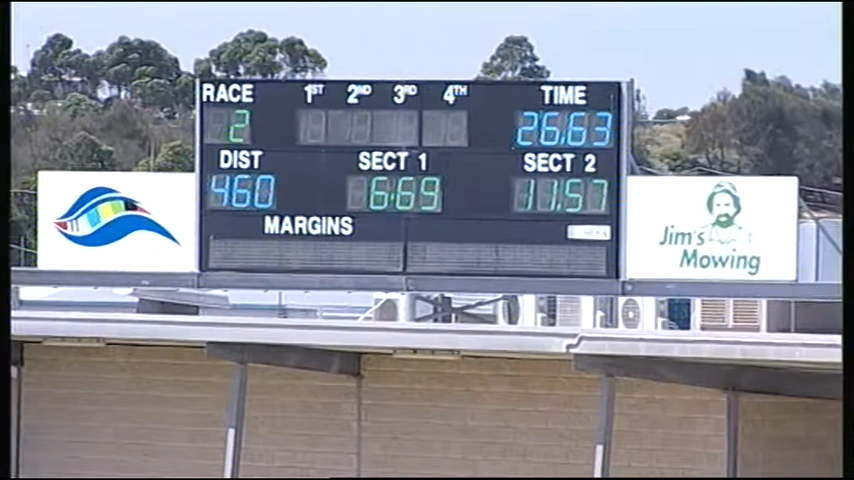 RACE 1ST 2ND 3RD 4TH TIME
2 26.63
DIST SECT 1 SECT 2
460 6.69 11.57
MARGINS
Jim's
Mowing